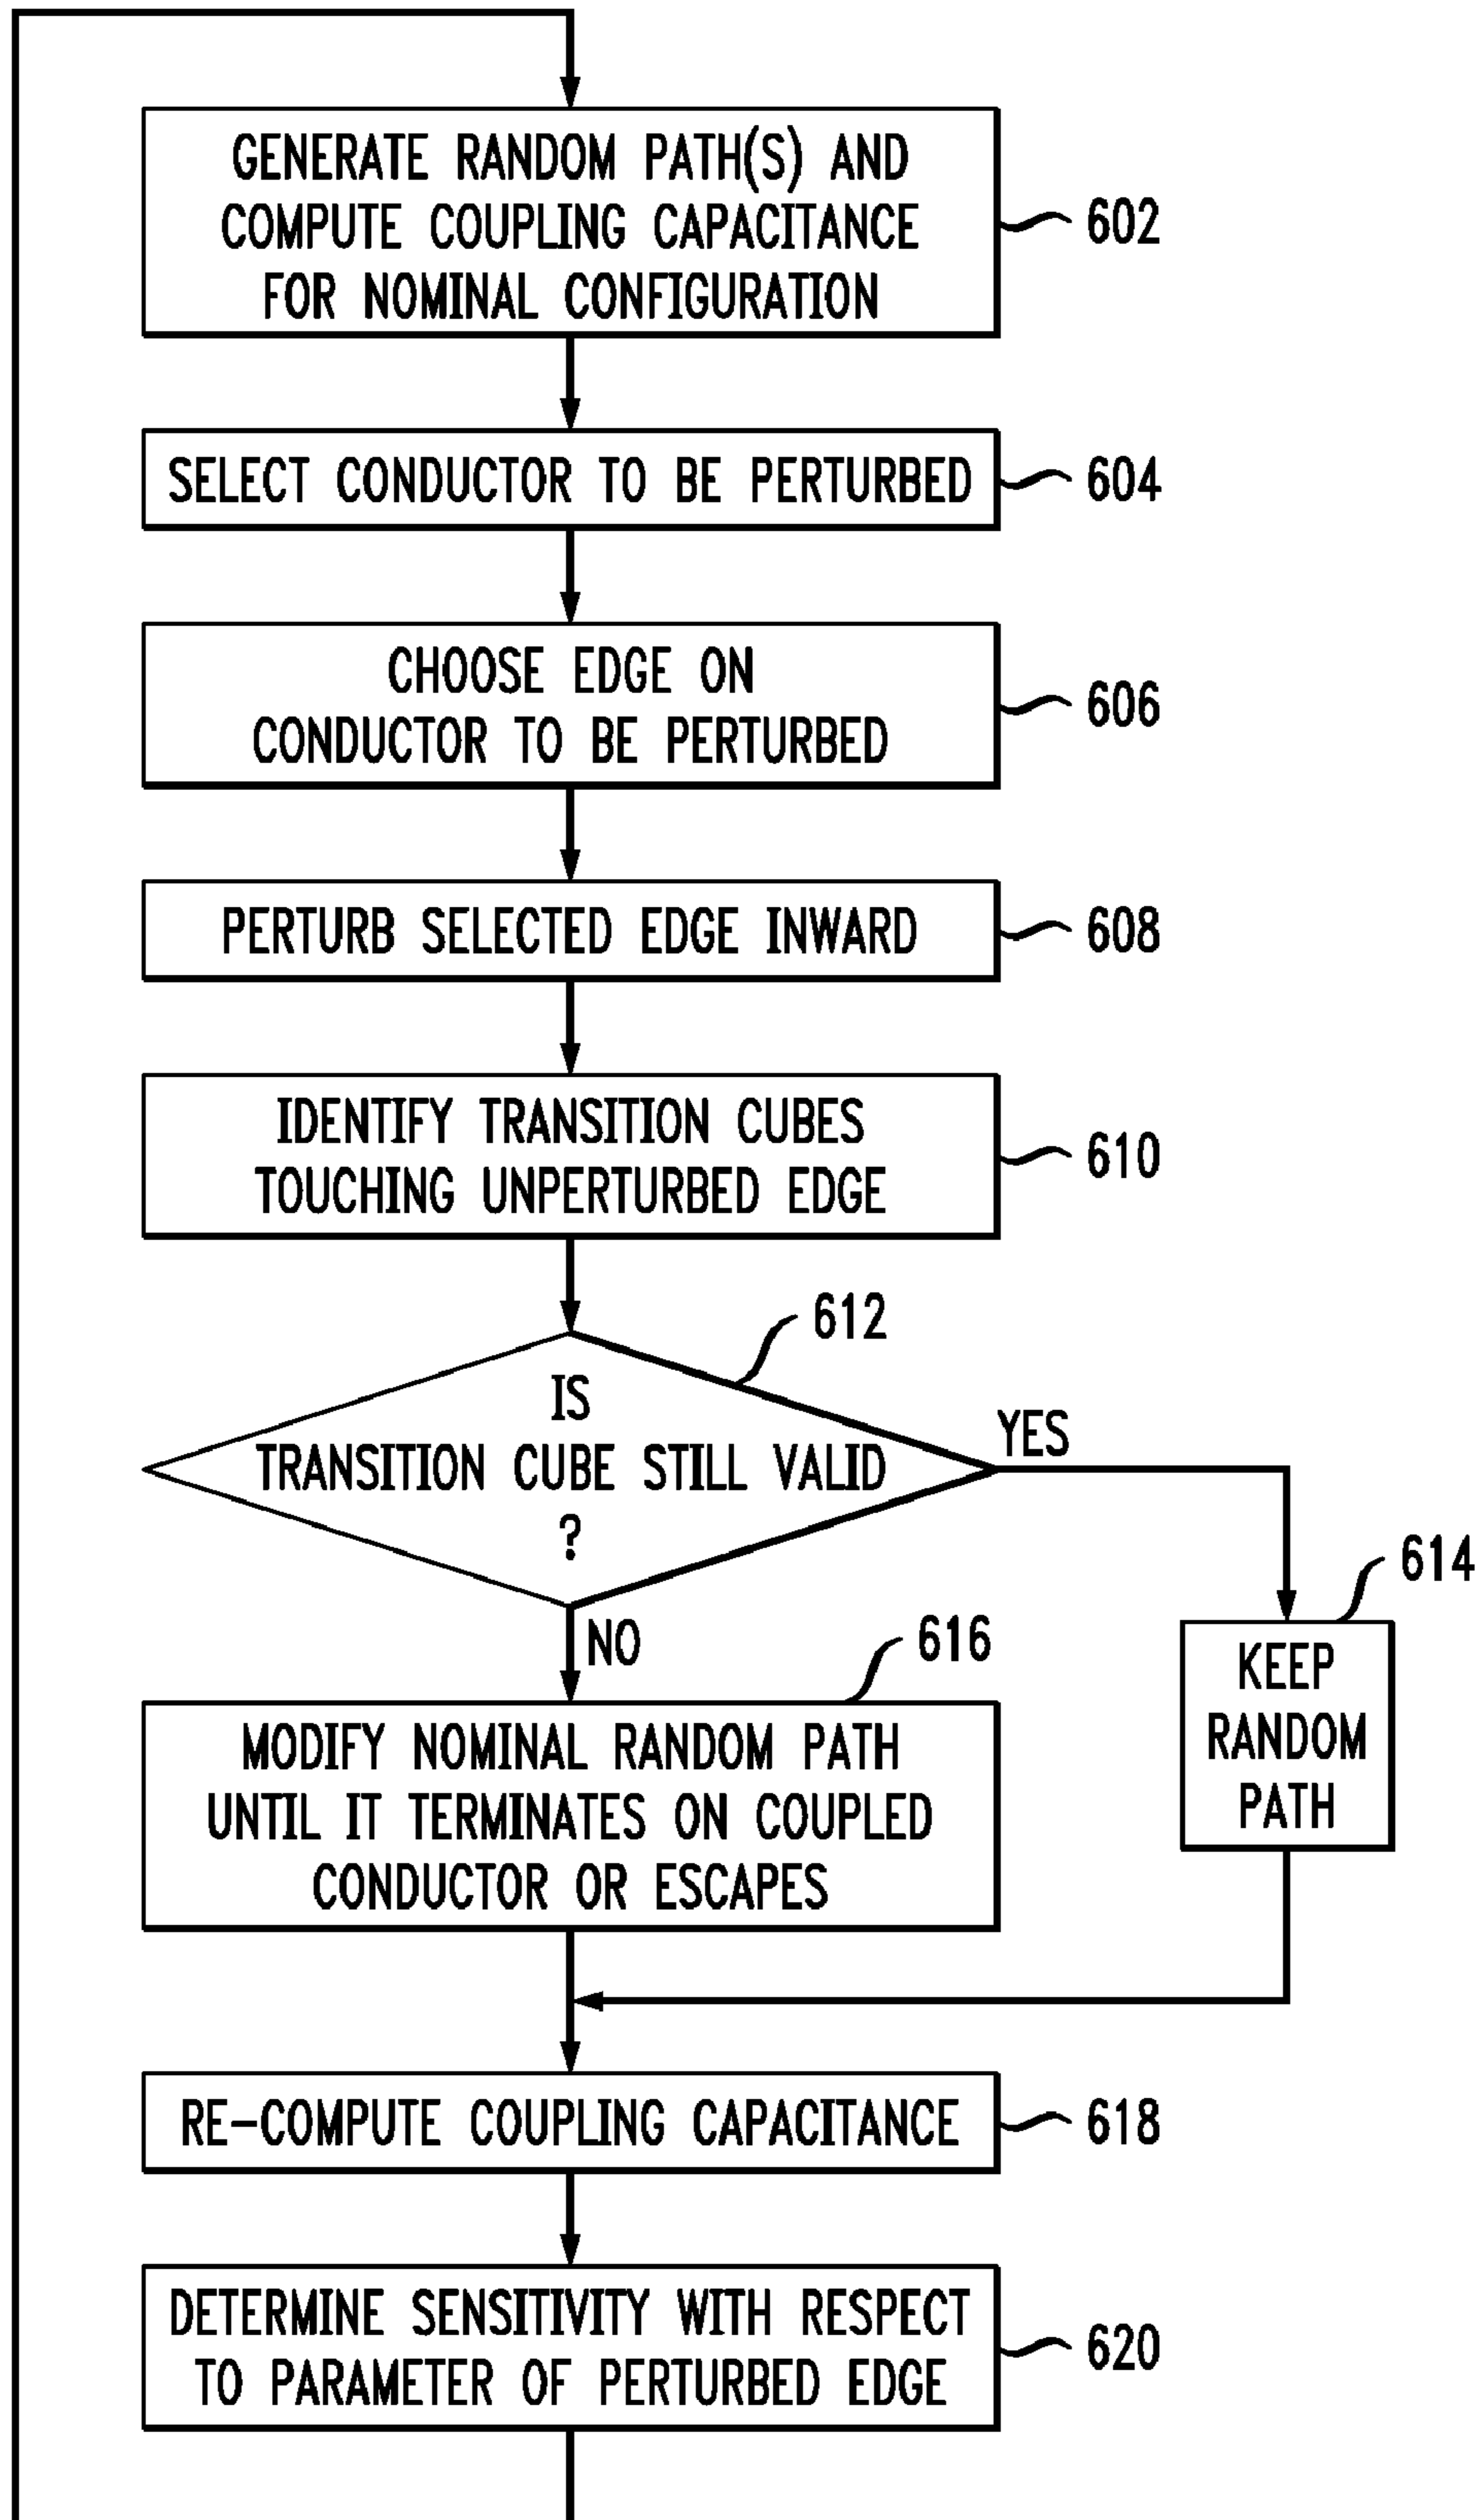 GENERATE RANDOM PATH(S) AND
COMPUTE COUPLING CAPACITANCE
FOR NOMINAL CONFIGURATION
602
SELECT CONDUCTOR TO BE PERTURBED
604
CHOOSE EDGE ON
CONDUCTOR TO BE PERTURBED
606
PERTURB SELECTED EDGE INWARD
608
IDENTIFY TRANSITION CUBES
TOUCHING UNPERTURBED EDGE
610
612
IS
TRANSITION CUBE STILL VALID
?
YES
NO
614
KEEP
RANDOM
PATH
616
MODIFY NOMINAL RANDOM PATH
UNTIL IT TERMINATES ON COUPLED
CONDUCTOR OR ESCAPES
RE-COMPUTE COUPLING CAPACITANCE
618
DETERMINE SENSITIVITY WITH RESPECT
TO PARAMETER OF PERTURBED EDGE
620